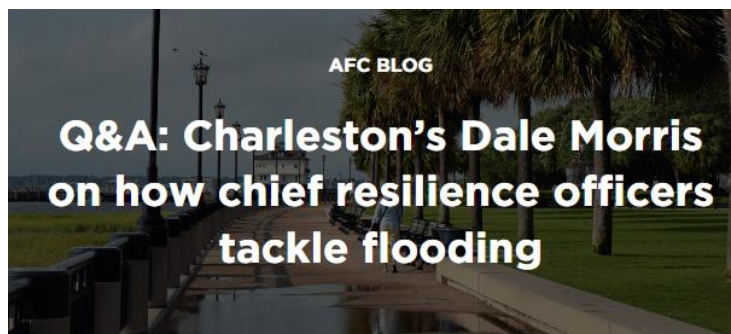 AFC BLOG
Q&A: Charleston's Dale Morris
on how chief resilience officers
tackle flooding